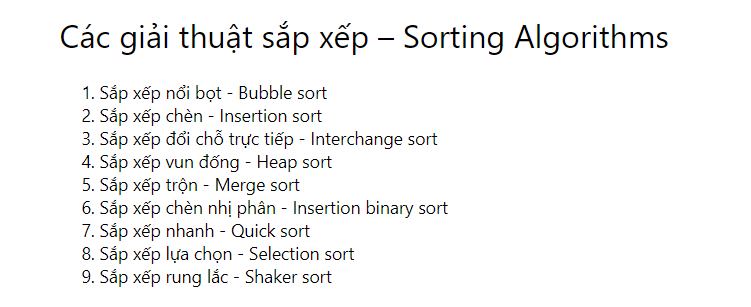 Các giải thuật sắp xếp – Sorting Algorithms
1. Sắp xếp nổi bọt - Bubble sort
2. Sắp xếp chèn - Insertion sort
3. Sắp xếp đổi chỗ trực tiếp - Interchange sort
4. Sắp xếp vun đống - Heap sort
5. Sắp xếp trộn - Merge sort
6. Sắp xếp chèn nhị phân - Insertion binary sort
7. Sắp xếp nhanh - Quick sort
8. Sắp xếp lựa chọn - Selection sort
9. Sắp xếp rung lắc - Shaker sort